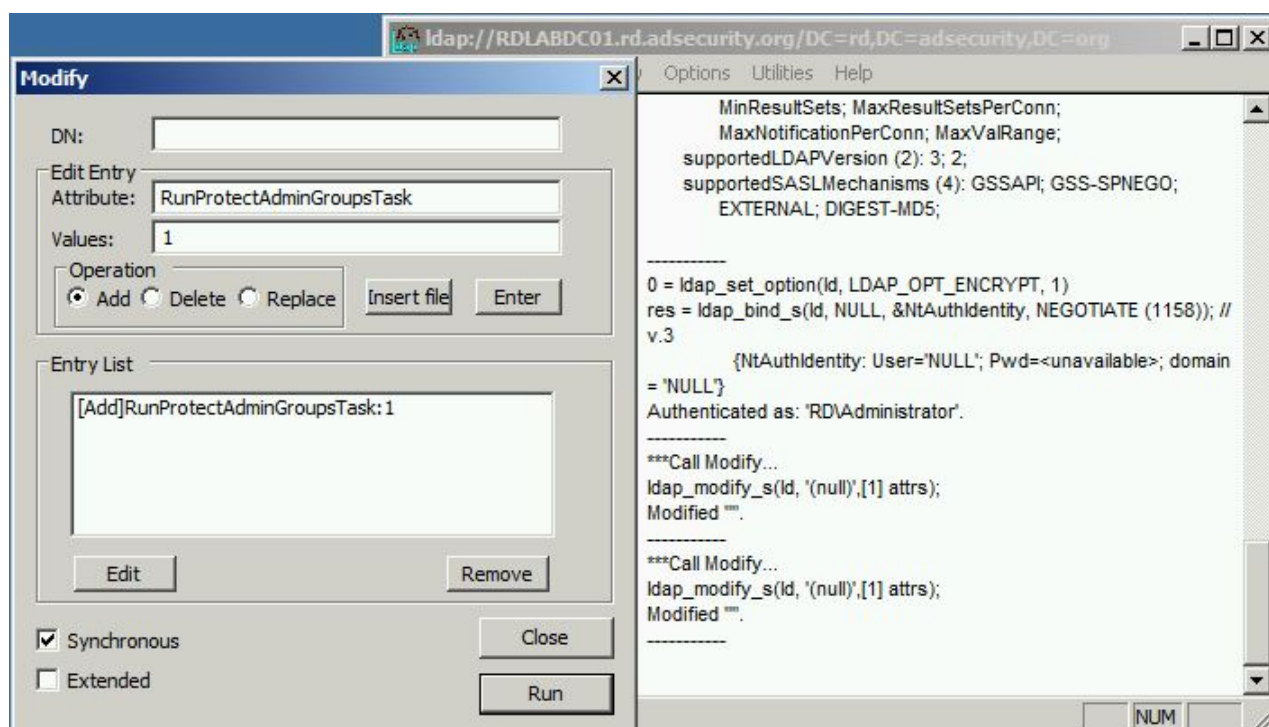 ldap://RDLABDC01.rd.adsecurity.org/DC=rd,DC=adsecurity,DC=org
Options Utilities Help
Modify
DN:
Edit Entry
Attribute: RunProtectAdminGroupsTask
Values: 1
Operation
Add Delete Replace Insert file Enter
Entry List
[Add]RunProtectAdminGroupsTask:1
Edit Remove
Synchronous
Close
Extended
Run
MinResultSets; MaxResultSetsPerConn;
MaxNotificationPerConn; MaxValRange;
supportedLDAPVersion (2): 3; 2;
supportedSASLMechanisms (4): GSSAPI; GSS-SPNEGO;
EXTERNAL; DIGEST-MD5;
-----------
0 = ldap_set_option(ld, LDAP_OPT_ENCRYPT, 1)
res = ldap_bind_s(ld, NULL, &NtAuthIdentity, NEGOTIATE (1158)); //
v.3
{NtAuthIdentity: User='NULL'; Pwd=<unavailable>; domain
= 'NULL'}
Authenticated as: 'RD\Administrator'.
-----------
***Call Modify...
ldap_modify_s(ld, '(null)',[1] attrs);
Modified "".
-----------
***Call Modify...
ldap_modify_s(ld, '(null)',[1] attrs);
Modified "".
-----------
NUM